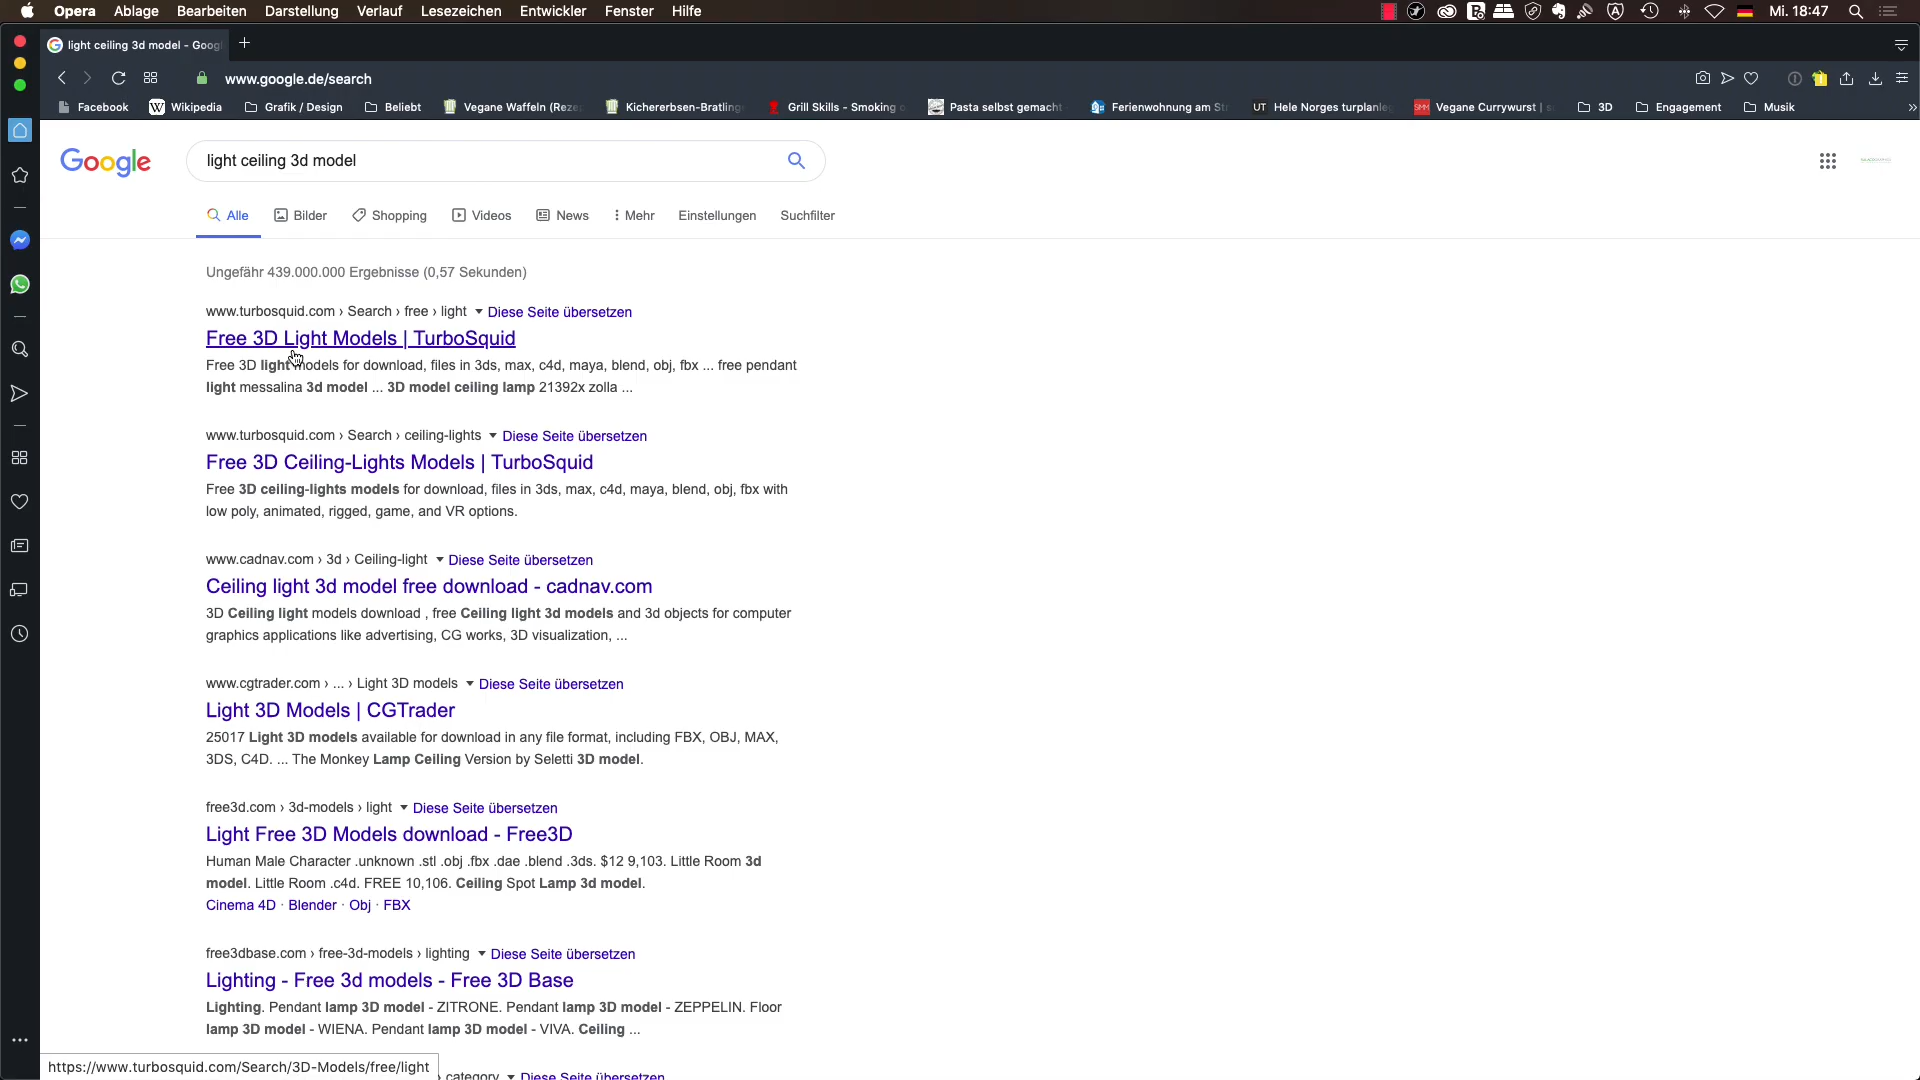 Opera Ablage Bearbeiten Darstellung Verlauf Lesezeichen Entwickler Fenster Hilfe Mi. 18:47
light ceiling 3d model - Goog
www.google.de/search
Facebook Wikipedia Grafik / Design Beliebt Vegane Waffeln (Reze Kichererbsen-Bratling Grill Skills - Smoking Pasta selbst gemacht Ferienwohnung am St UT Hele Norges turplanle SMM Vegane Currywurst | 3D Engagement Musik
Google light ceiling 3d model
Alle Bilder Shopping Videos News Mehr Einstellungen Suchfilter
Ungefähr 439.000.000 Ergebnisse (0,57 Sekunden)
www.turbosquid.com › Search › free › light Diese Seite übersetzen
Free 3D Light Models | TurboSquid
Free 3D light models for download, files in 3ds, max, c4d, maya, blend, obj, fbx ... free pendant
light messalina 3d model ... 3D model ceiling lamp 21392x zolla ...
www.turbosquid.com › Search › ceiling-lights Diese Seite übersetzen
Free 3D Ceiling-Lights Models | TurboSquid
Free 3D ceiling-lights models for download, files in 3ds, max, c4d, maya, blend, obj, fbx with
low poly, animated, rigged, game, and VR options.
www.cadnav.com › 3d › Ceiling-light Diese Seite übersetzen
Ceiling light 3d model free download - cadnav.com
3D Ceiling light models download , free Ceiling light 3d models and 3d objects for computer
graphics applications like advertising, CG works, 3D visualization, ...
www.cgtrader.com › ... › Light 3D models Diese Seite übersetzen
Light 3D Models | CGTrader
25017 Light 3D models available for download in any file format, including FBX, OBJ, MAX,
3DS, C4D. ... The Monkey Lamp Ceiling Version by Seletti 3D model.
free3d.com › 3d-models › light Diese Seite übersetzen
Light Free 3D Models download - Free3D
Human Male Character .unknown .stl .obj .fbx .dae .blend .3ds. $12 9,103. Little Room 3d
model. Little Room .c4d. FREE 10,106. Ceiling Spot Lamp 3d model.
Cinema 4D · Blender · Obj · FBX
free3dbase.com › free-3d-models › lighting Diese Seite übersetzen
Lighting - Free 3d models - Free 3D Base
Lighting. Pendant lamp 3D model - ZITRONE. Pendant lamp 3D model - ZEPPELIN. Floor
lamp 3D model - WIENA. Pendant lamp 3D model - VIVA. Ceiling ...
https://www.turbosquid.com/Search/3D-Models/free/light
› category Diese Seite übersetzen